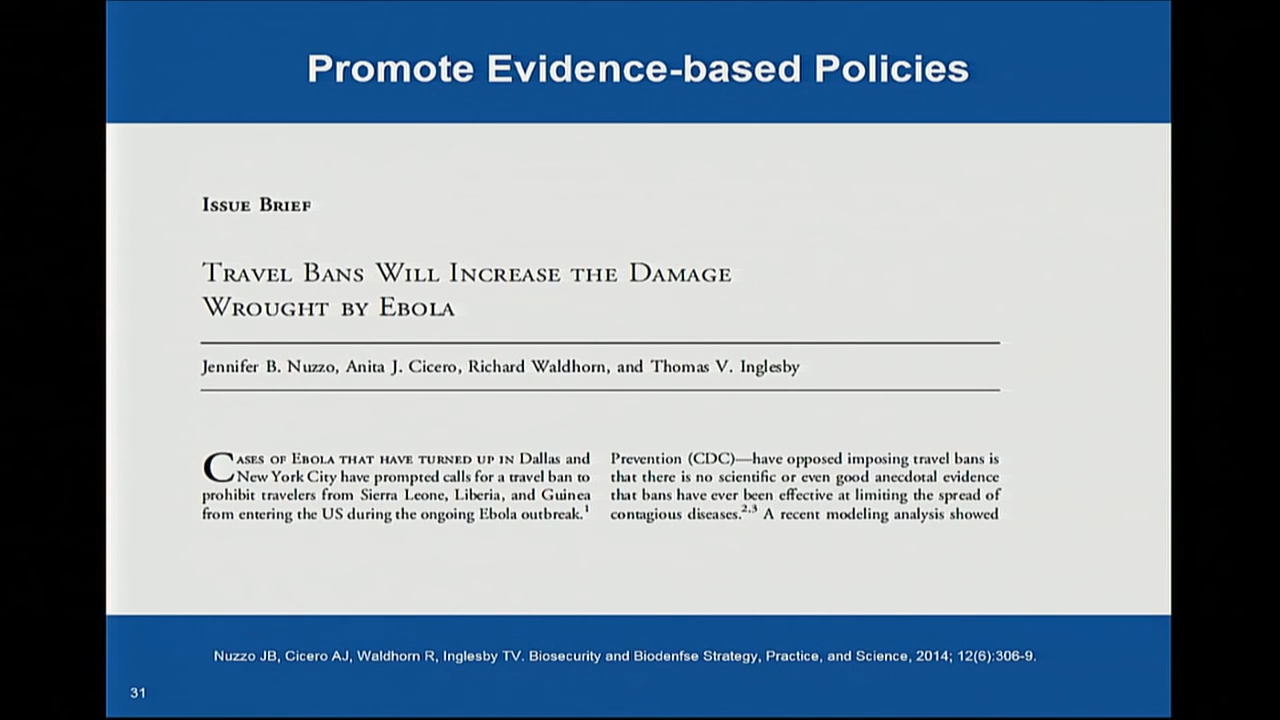 Promote Evidence-based Policies
ISSUE BRIEF
TRAVEL BANS WILL INCREASE THE DAMAGE
WROUGHT BY EBOLA
Jennifer B. Nuzzo, Anita J. Cicero, Richard Waldhorn, and Thomas V. Inglesby
CASES OF EBOLA THAT HAVE TURNED UP IN Dallas and
New York City have prompted calls for a travel ban to
prohibit travelers from Sierra Leone, Liberia, and Guinea
from entering the US during the ongoing Ebola outbreak.¹
Prevention (CDC)—have opposed imposing travel bans is
that there is no scientific or even good anecdotal evidence
that bans have ever been effective at limiting the spread of
contagious diseases.²,³ A recent modeling analysis showed
Nuzzo JB, Cicero AJ, Waldhorn R, Inglesby TV. Biosecurity and Biodenfse Strategy, Practice, and Science, 2014; 12(6):306-9.
31